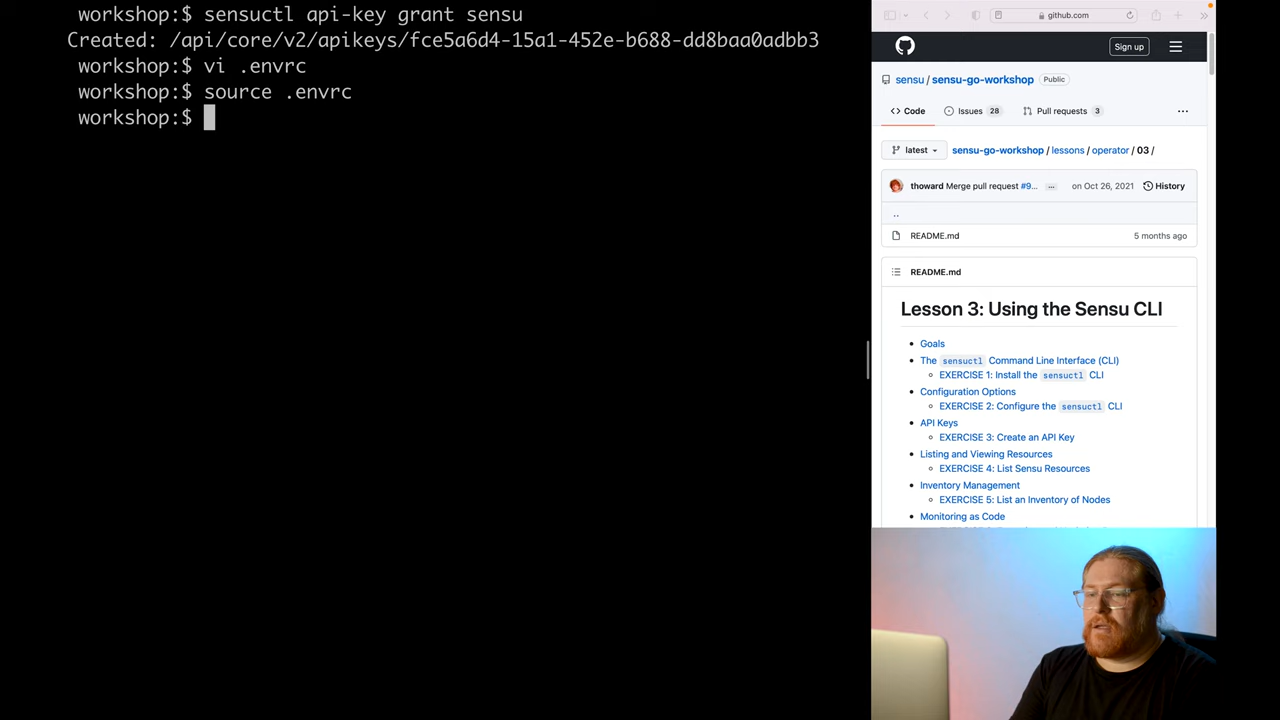 workshop:$ sensuctl api-key grant sensu
Created: /api/core/v2/apikeys/fce5a6d4-15a1-452e-b688-dd8baa0adbb3
workshop:$ vi .envrc
workshop:$ source .envrc
workshop:$
github.com
Sign up
sensu / sensu-go-workshop Public
Code Issues 28 Pull requests 3 ...
latest sensu-go-workshop / lessons / operator / 03 /
thoward Merge pull request #9... ... on Oct 26, 2021 History
..
README.md 5 months ago
README.md
Lesson 3: Using the Sensu CLI
Goals
The sensuctl Command Line Interface (CLI)
EXERCISE 1: Install the sensuctl CLI
Configuration Options
EXERCISE 2: Configure the sensuctl CLI
API Keys
EXERCISE 3: Create an API Key
Listing and Viewing Resources
EXERCISE 4: List Sensu Resources
Inventory Management
EXERCISE 5: List an Inventory of Nodes
Monitoring as Code